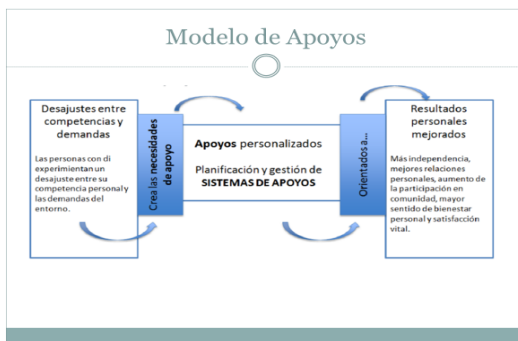 Modelo de Apoyos
Desajustes entre
competencias y
demandas
Las personas con di
experimentan un
desajuste entre su
competencia personal y
las demandas del
entorno.
Crea las necesidades
de apoyo
Apoyos personalizados
Planificación y gestión de
SISTEMAS DE APOYOS
Orientados a...
Resultados
personales
mejorados
Más independencia,
mejores relaciones
personales, aumento de
la participación en
comunidad, mayor
sentido de bienestar
personal y satisfacción
vital.